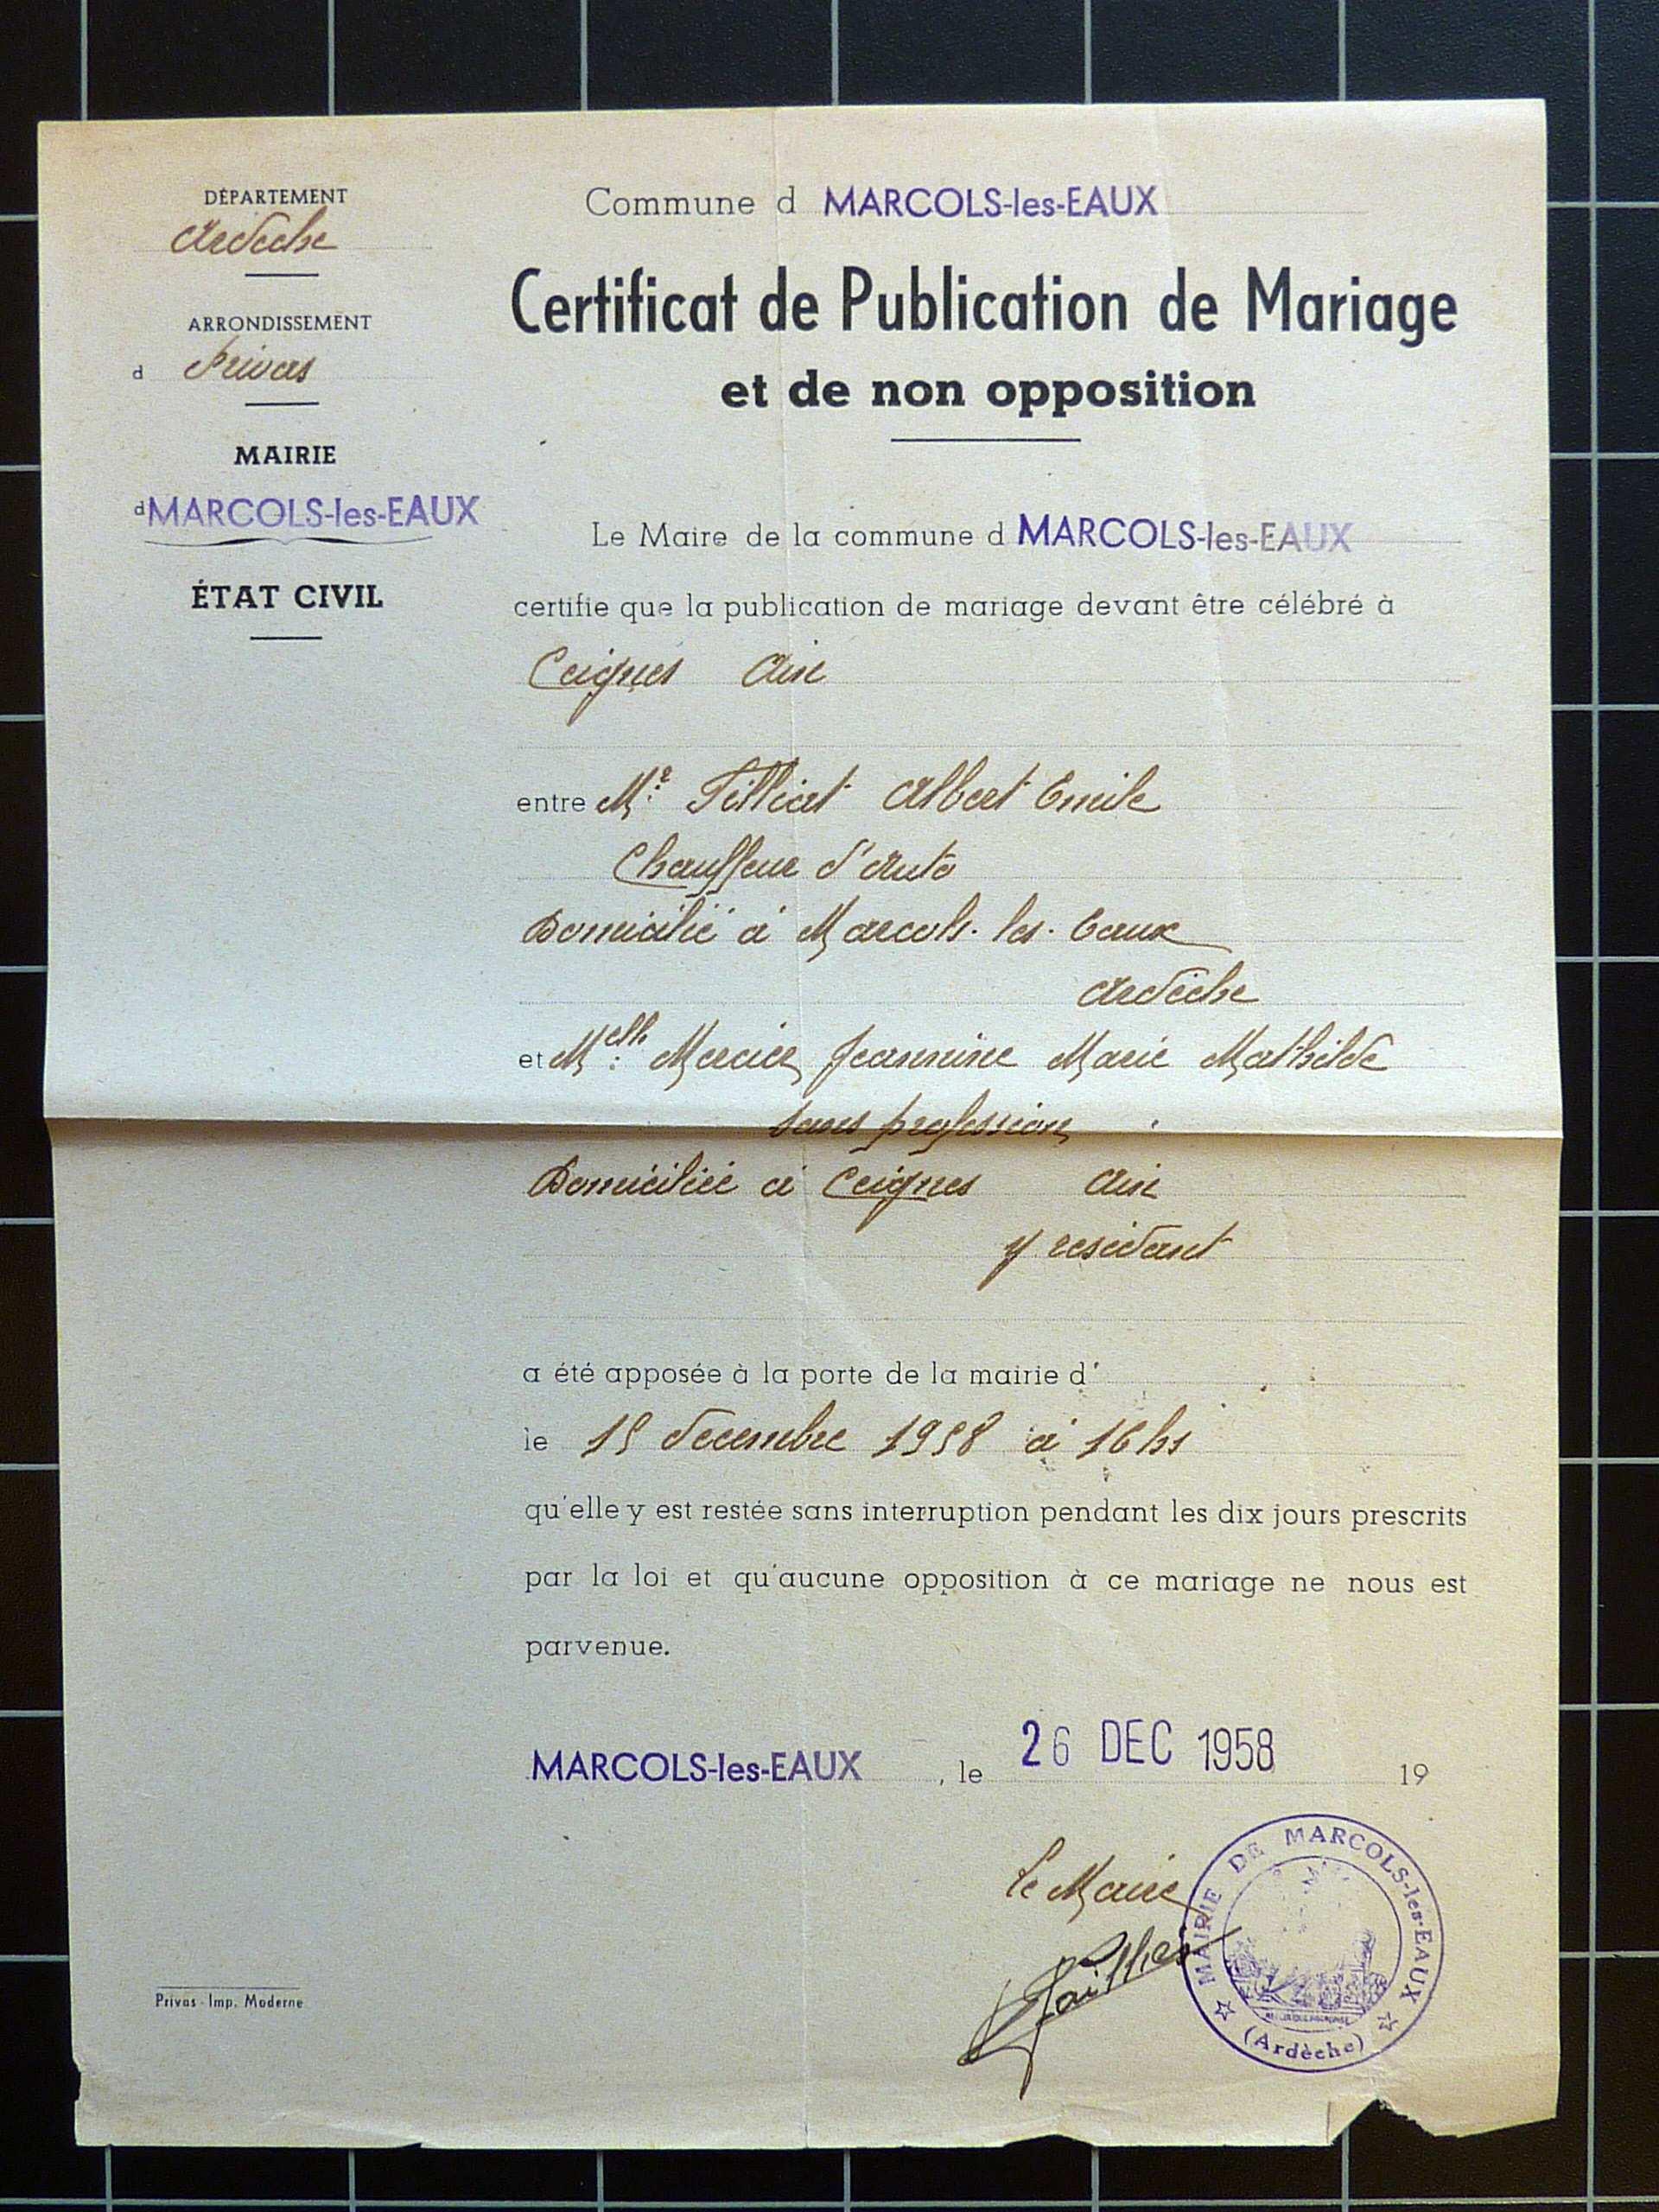 DÉPARTEMENT
Ardèche
ARRONDISSEMENT
d Privas
MAIRIE
d MARCOLS-les-EAUX
ÉTAT CIVIL
Commune d MARCOLS-les-EAUX
Certificat de Publication de Mariage
et de non opposition
Le Maire de la commune d MARCOLS-les-EAUX
certifie que la publication de mariage devant être célébré à
Ceignes Ain
entre Mr: Albert Emile
Chauffeur d'auto
Domicilié à Marcols. les. Eaux
Ardèche
et Melle: Mercier Jeannine Marie Mathilde
sans profession
Domiciliée à Ceignes Ain
y residant
a été apposée à la porte de la mairie d'
le 15 decembre 1958 à 16 hs
qu'elle y est restée sans interruption pendant les dix jours prescrits
par la loi et qu'aucune opposition à ce mariage ne nous est
parvenue.
MARCOLS-les-EAUX, le 26 DEC 1958 19
Le Maire
MAIRIE DE MARCOLS-les-EAUX
(Ardèche)
Privas - Imp. Moderne